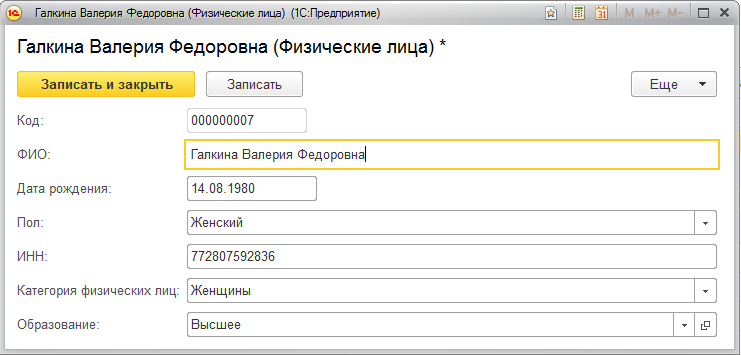 Галкина Валерия Федоровна (Физические лица) (1С:Предприятие)
31 M M+ M-
Галкина Валерия Федоровна (Физические лица) *
Записать и закрыть Записать Еще
Код: 000000007
ФИО: Галкина Валерия Федоровна
Дата рождения: 14.08.1980
Пол: Женский
ИНН: 772807592836
Категория физических лиц: Женщины
Образование: Высшее